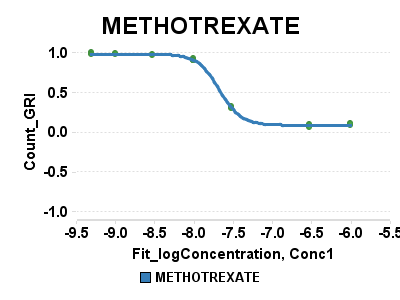 METHOTREXATE
Count_GRI
1.0
0.5
0.0
-0.5
-1.0
-9.5 -9.0 -8.5 -8.0 -7.5 -7.0 -6.5 -6.0 -5.5
Fit_logConcentration, Conc1
METHOTREXATE